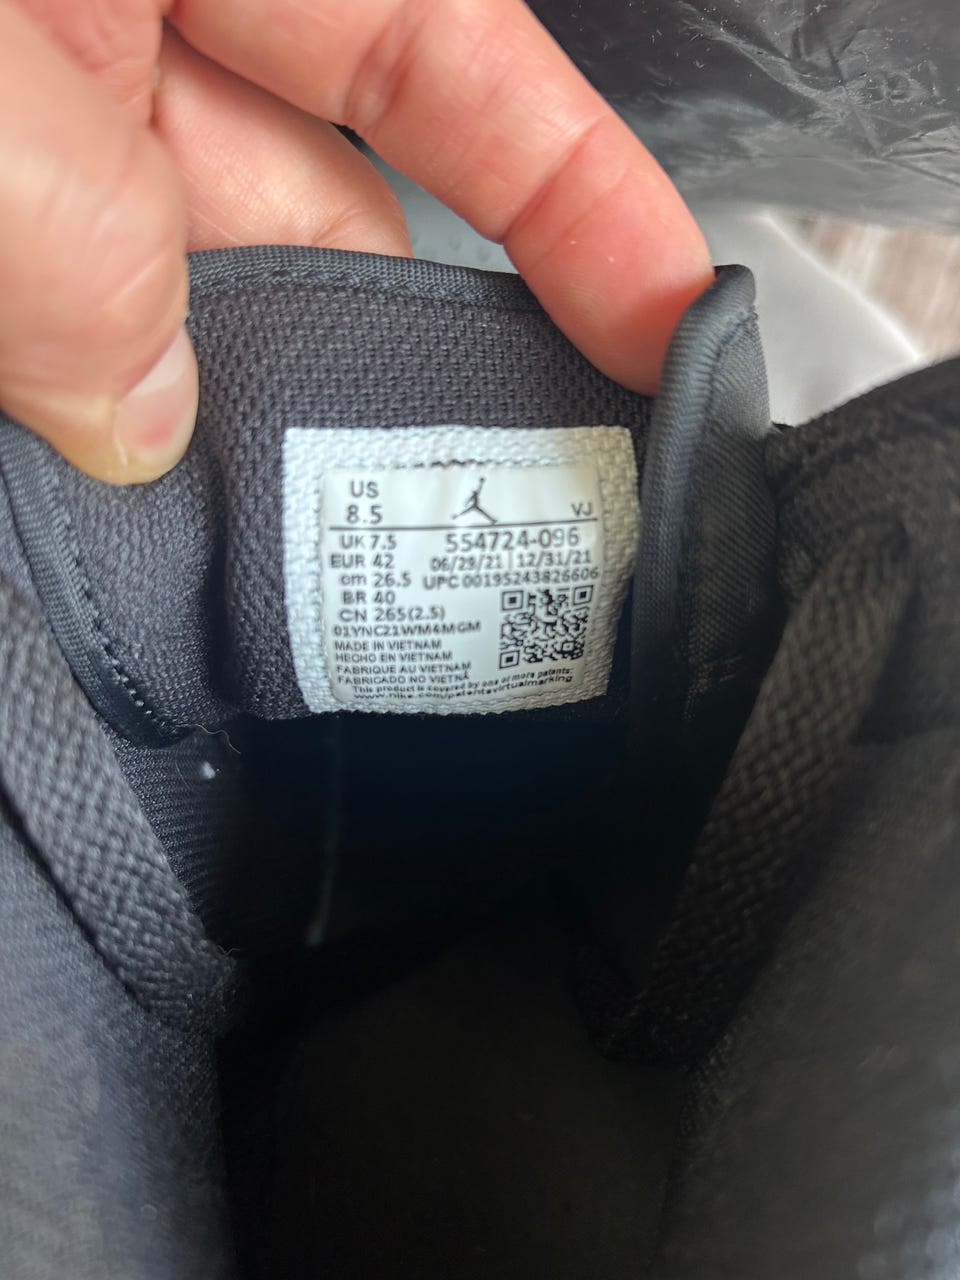 US
8.5 VJ
UK 7.5 554724-096
EUR 42 06/29/21 | 12/31/21
cm 26.5 UPC 00195243826606
BR 40
CN 265(2.5)
01YNC21WM4MGM
MADE IN VIETNAM
HECHO EN VIETNAM
FABRIQUE AU VIETNAM
FABRICADO NO VIETNÃ
This product is covered by one or more patents:
www.nike.com/patentsvirtualmarking